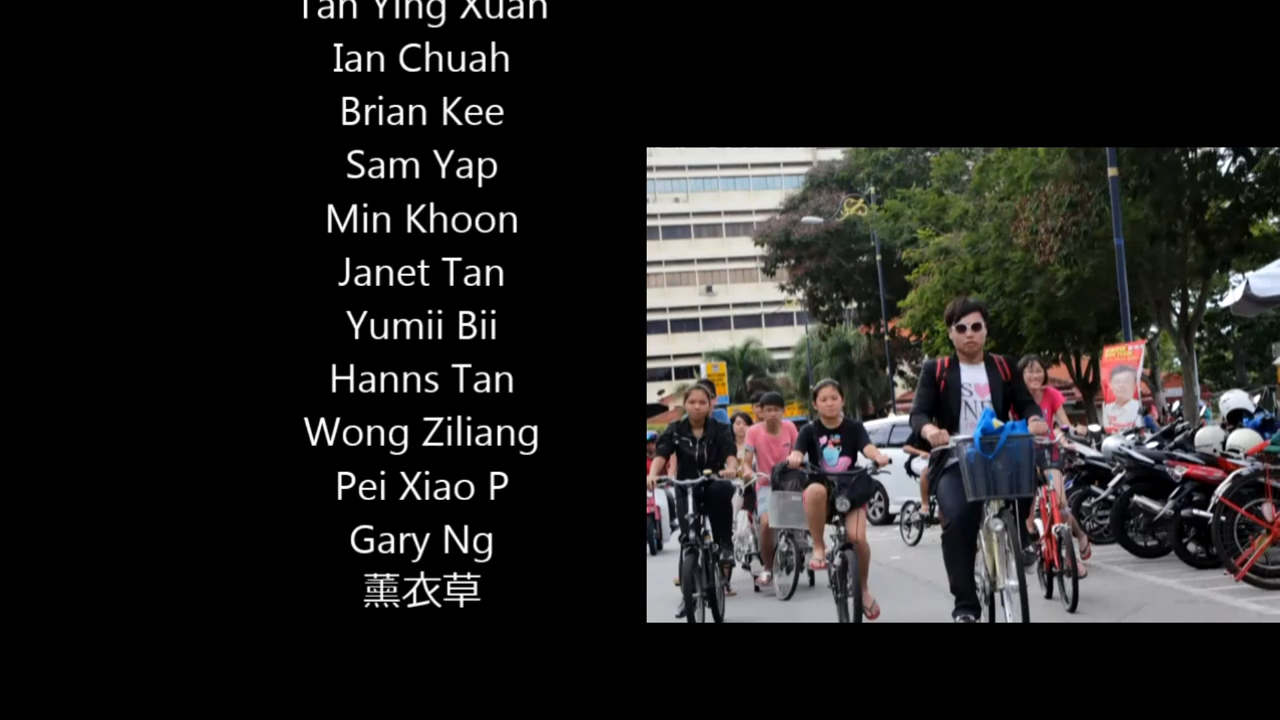 Tan Ying Xuan
Ian Chuah
Brian Kee
Sam Yap
Min Khoon
Janet Tan
Yumii Bii
Hanns Tan
Wong Ziliang
Pei Xiao P
Gary Ng
薰衣草